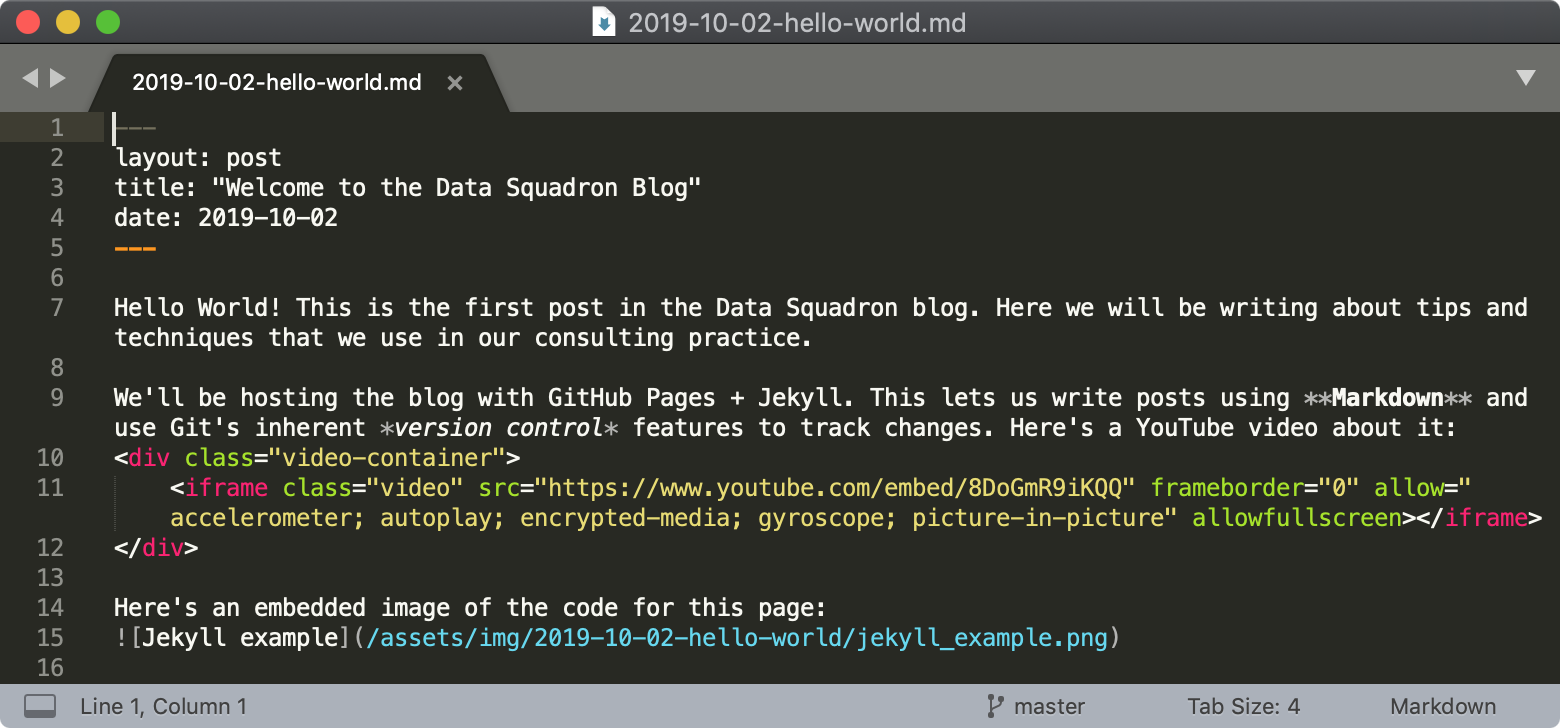 2019-10-02-hello-world.md
2019-10-02-hello-world.md ×
1 ---
2 layout: post
3 title: "Welcome to the Data Squadron Blog"
4 date: 2019-10-02
5 ---
6
7 Hello World! This is the first post in the Data Squadron blog. Here we will be writing about tips and
techniques that we use in our consulting practice.
8
9 We'll be hosting the blog with GitHub Pages + Jekyll. This lets us write posts using **Markdown** and
use Git's inherent *version control* features to track changes. Here's a YouTube video about it:
10 <div class="video-container">
11     <iframe class="video" src="https://www.youtube.com/embed/8DoGmR9iKQQ" frameborder="0" allow="
    accelerometer; autoplay; encrypted-media; gyroscope; picture-in-picture" allowfullscreen></iframe>
12 </div>
13
14 Here's an embedded image of the code for this page:
15 ![Jekyll example](/assets/img/2019-10-02-hello-world/jekyll_example.png)
16
Line 1, Column 1 master Tab Size: 4 Markdown